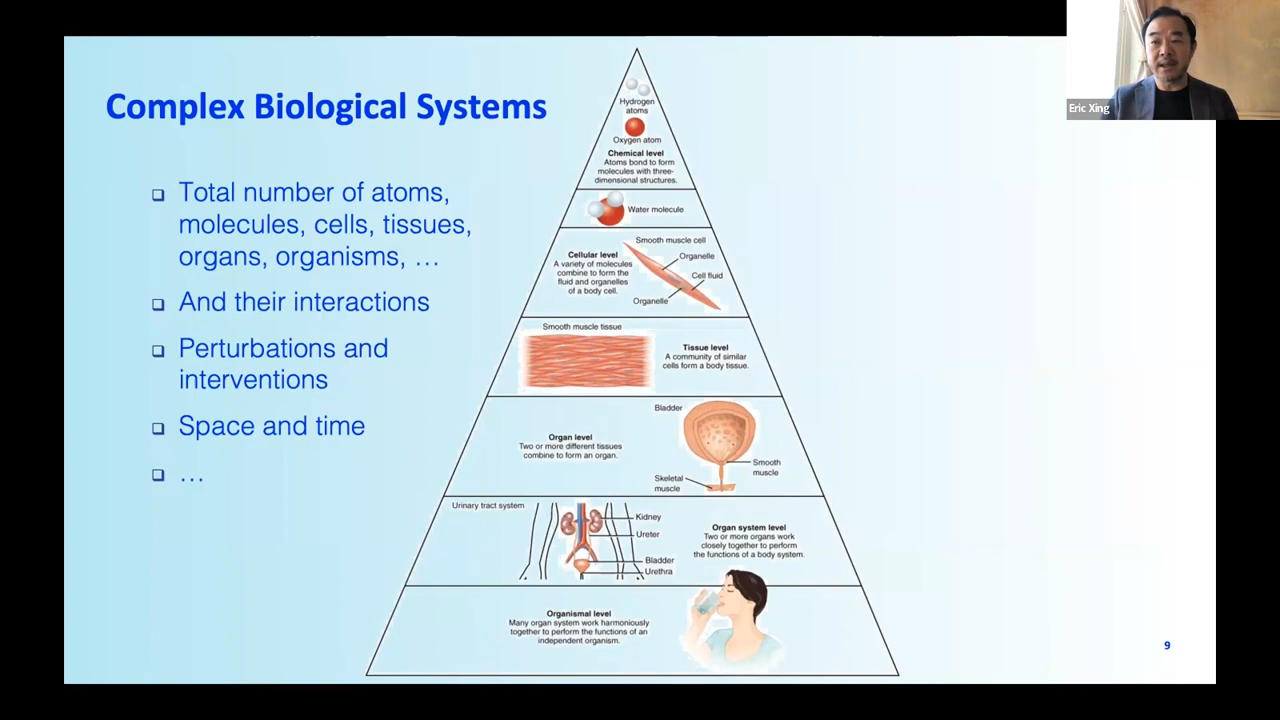 Eric Xing
Complex Biological Systems
Total number of atoms,
molecules, cells, tissues,
organs, organisms, …
And their interactions
Perturbations and
interventions
Space and time
…
Hydrogen
atoms
Oxygen atom
Chemical level
Atoms bond to form
molecules with three-
dimensional structures.
Water molecule
Smooth muscle cell
Cellular level
A variety of molecules
combine to form the
fluid and organelles
of a body cell.
Organelle
Cell fluid
Organelle
Smooth muscle tissue
Tissue level
A community of similar
cells form a body tissue.
Bladder
Organ level
Two or more different tissues
combine to form an organ.
Smooth
muscle
Skeletal
muscle
Urinary tract system
Kidney
Ureter
Bladder
Urethra
Organ system level
Two or more organs work
closely together to perform
the functions of a body system.
Organismal level
Many organ system work harmoniously
together to perform the functions of an
independent organism.
9